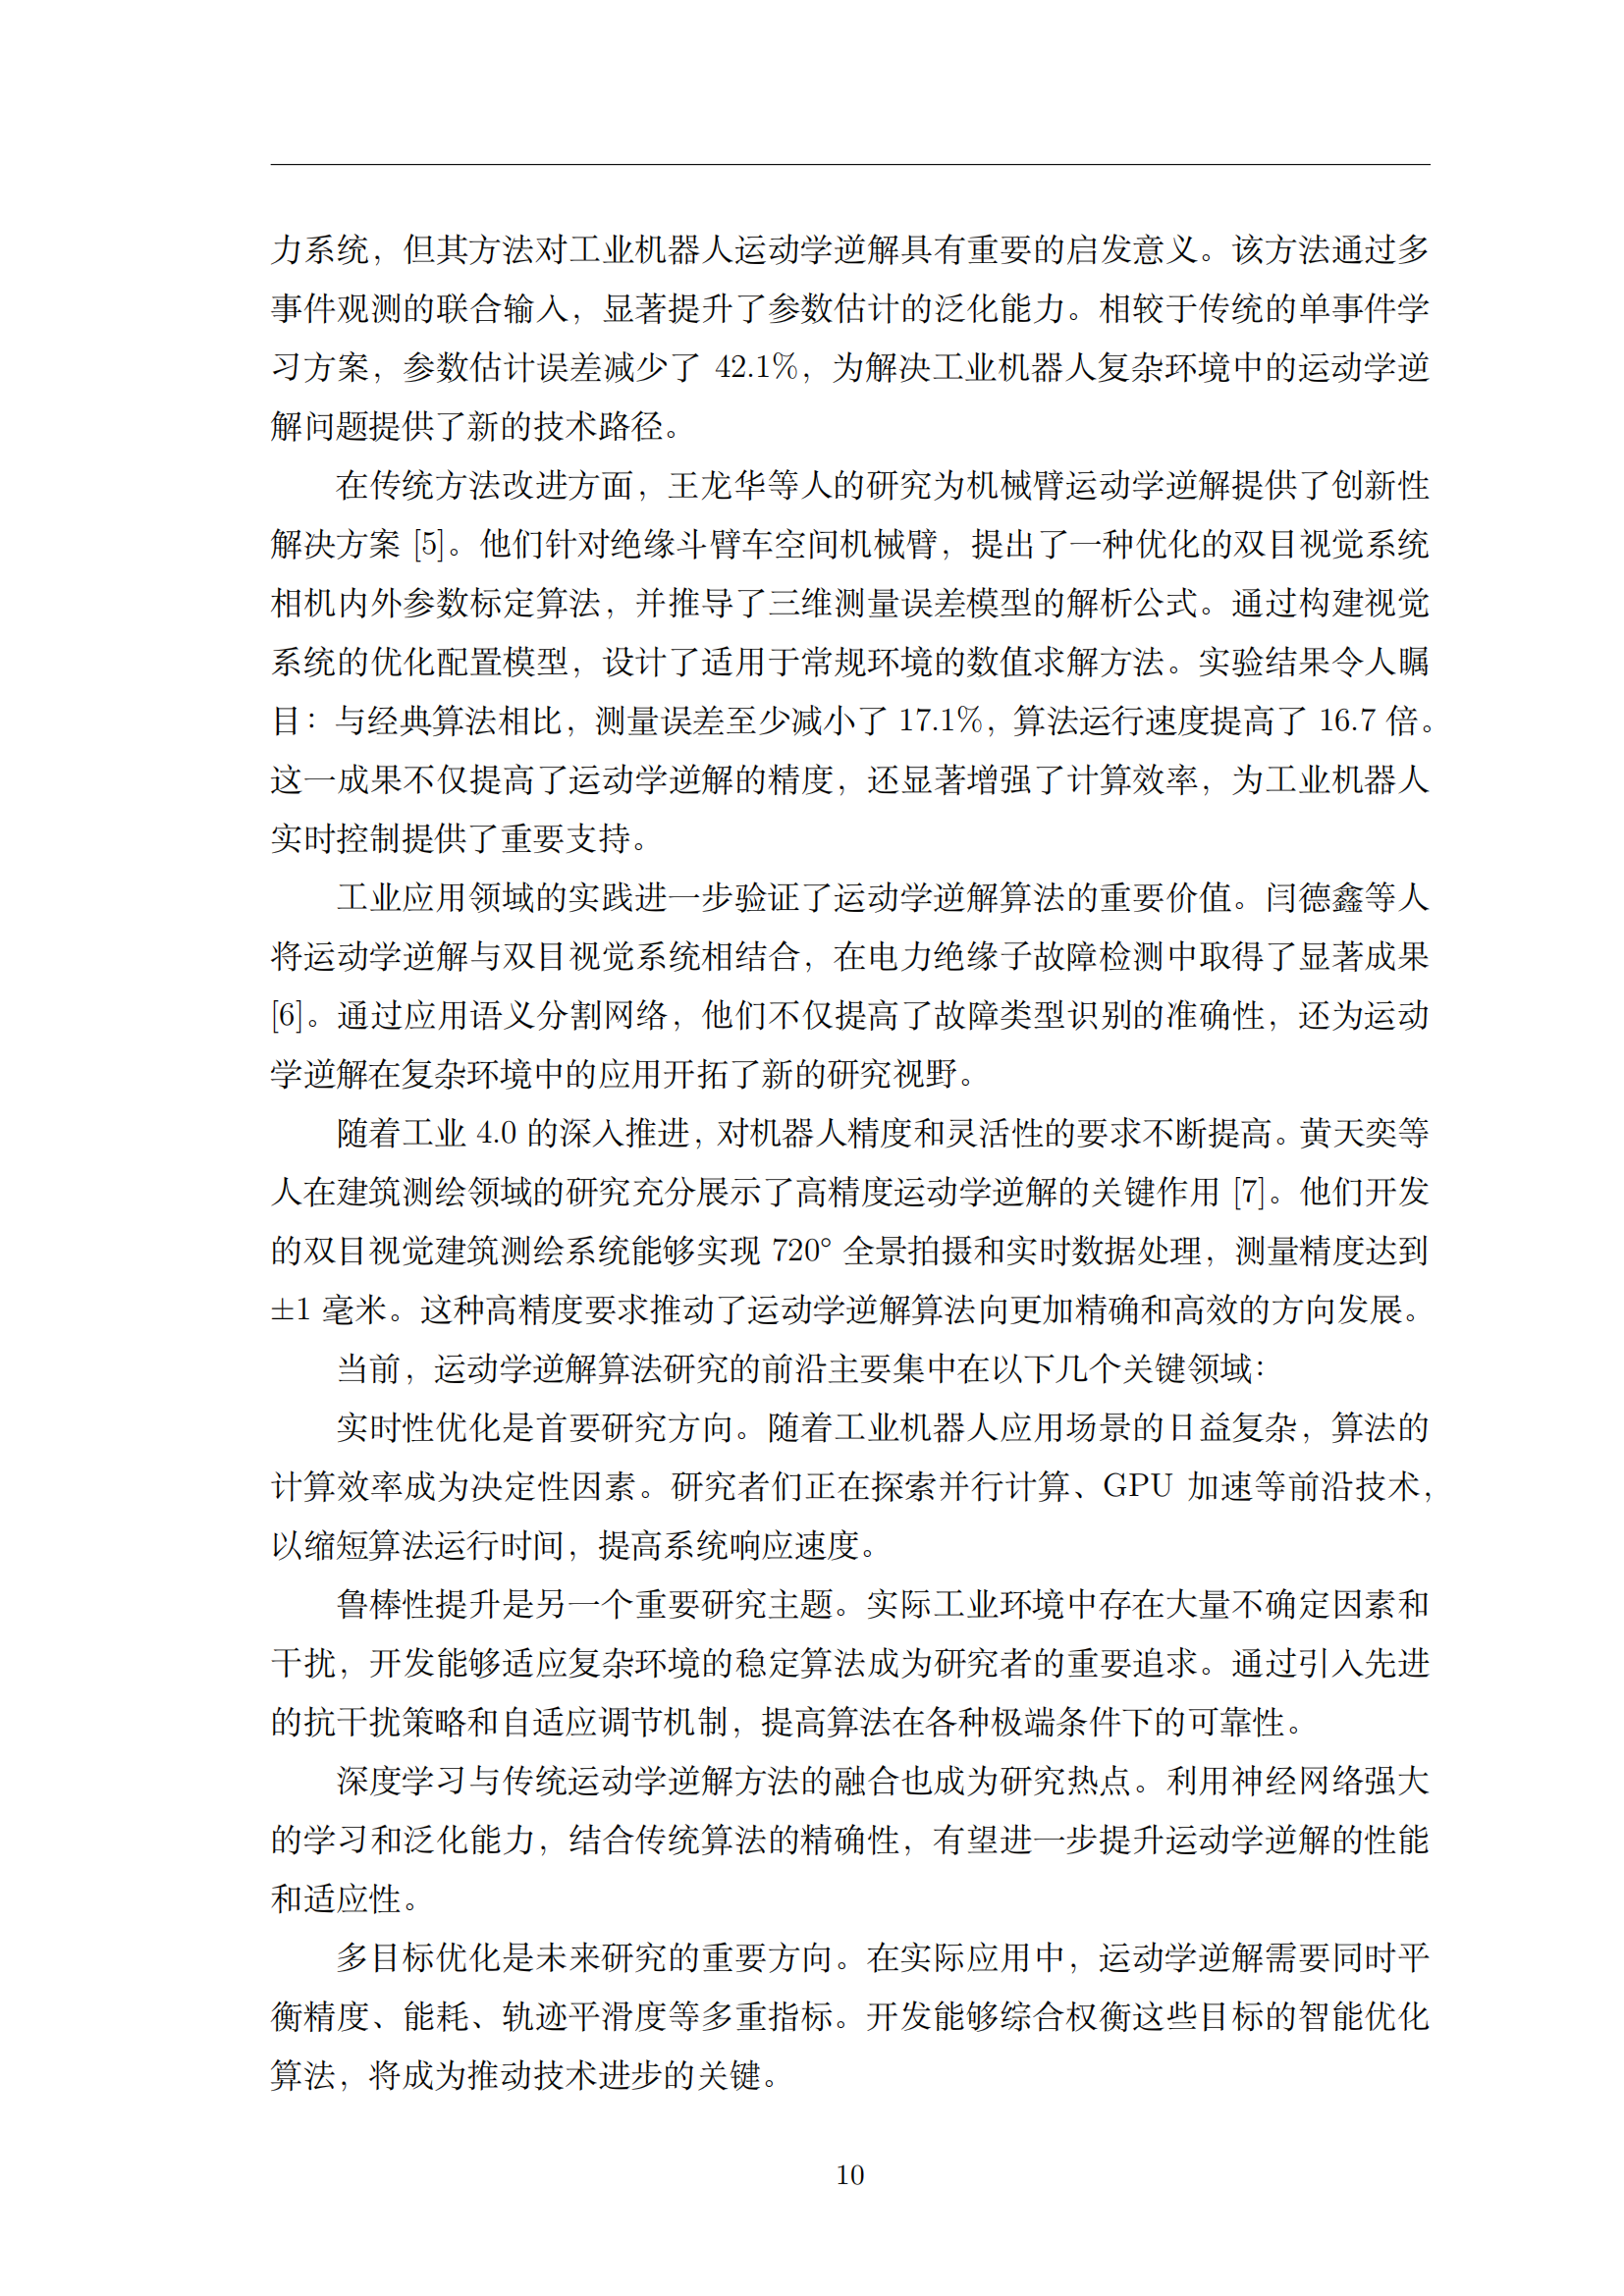 力系统，但其方法对工业机器人运动学逆解具有重要的启发意义。该方法通过多
事件观测的联合输入，显著提升了参数估计的泛化能力。相较于传统的单事件学
习方案，参数估计误差减少了 42.1%，为解决工业机器人复杂环境中的运动学逆
解问题提供了新的技术路径。
在传统方法改进方面，王龙华等人的研究为机械臂运动学逆解提供了创新性
解决方案 [5]。他们针对绝缘斗臂车空间机械臂，提出了一种优化的双目视觉系统
相机内外参数标定算法，并推导了三维测量误差模型的解析公式。通过构建视觉
系统的优化配置模型，设计了适用于常规环境的数值求解方法。实验结果令人瞩
目：与经典算法相比，测量误差至少减小了 17.1%，算法运行速度提高了 16.7 倍。
这一成果不仅提高了运动学逆解的精度，还显著增强了计算效率，为工业机器人
实时控制提供了重要支持。
工业应用领域的实践进一步验证了运动学逆解算法的重要价值。闫德鑫等人
将运动学逆解与双目视觉系统相结合，在电力绝缘子故障检测中取得了显著成果
[6]。通过应用语义分割网络，他们不仅提高了故障类型识别的准确性，还为运动
学逆解在复杂环境中的应用开拓了新的研究视野。
随着工业 4.0 的深入推进，对机器人精度和灵活性的要求不断提高。黄天奕等
人在建筑测绘领域的研究充分展示了高精度运动学逆解的关键作用 [7]。他们开发
的双目视觉建筑测绘系统能够实现 720° 全景拍摄和实时数据处理，测量精度达到
±1 毫米。这种高精度要求推动了运动学逆解算法向更加精确和高效的方向发展。
当前，运动学逆解算法研究的前沿主要集中在以下几个关键领域：
实时性优化是首要研究方向。随着工业机器人应用场景的日益复杂，算法的
计算效率成为决定性因素。研究者们正在探索并行计算、GPU 加速等前沿技术，
以缩短算法运行时间，提高系统响应速度。
鲁棒性提升是另一个重要研究主题。实际工业环境中存在大量不确定因素和
干扰，开发能够适应复杂环境的稳定算法成为研究者的重要追求。通过引入先进
的抗干扰策略和自适应调节机制，提高算法在各种极端条件下的可靠性。
深度学习与传统运动学逆解方法的融合也成为研究热点。利用神经网络强大
的学习和泛化能力，结合传统算法的精确性，有望进一步提升运动学逆解的性能
和适应性。
多目标优化是未来研究的重要方向。在实际应用中，运动学逆解需要同时平
衡精度、能耗、轨迹平滑度等多重指标。开发能够综合权衡这些目标的智能优化
算法，将成为推动技术进步的关键。
10